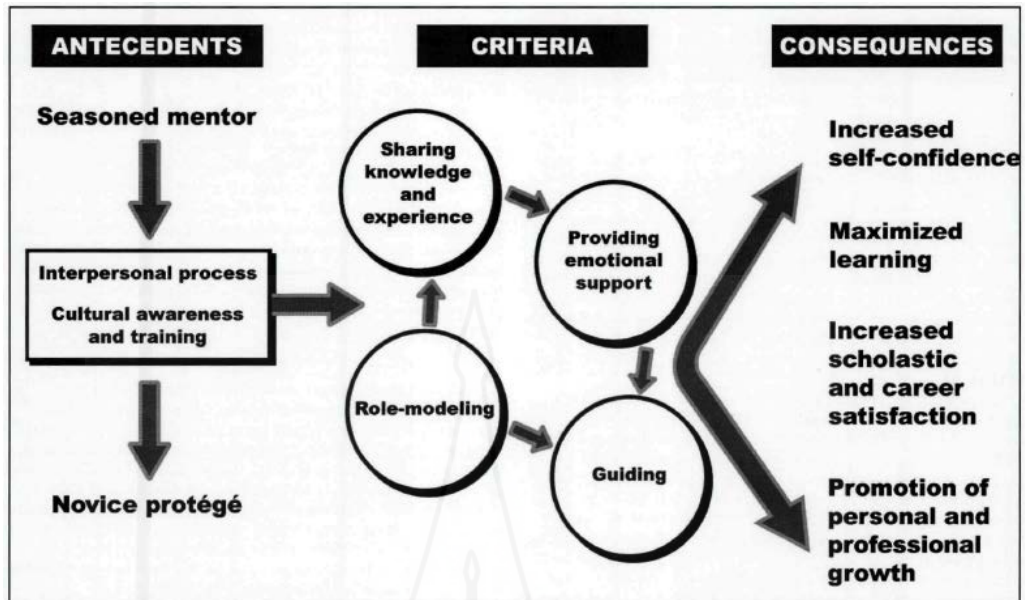 ANTECEDENTS
Seasoned mentor
Interpersonal process
Cultural awareness
and training
Novice protégé
CRITERIA
Sharing
knowledge
and
experience
Providing
emotional
support
Role-modeling
Guiding
CONSEQUENCES
Increased
self-confidence
Maximized
learning
Increased
scholastic
and career
satisfaction
Promotion of
personal and
professional
growth